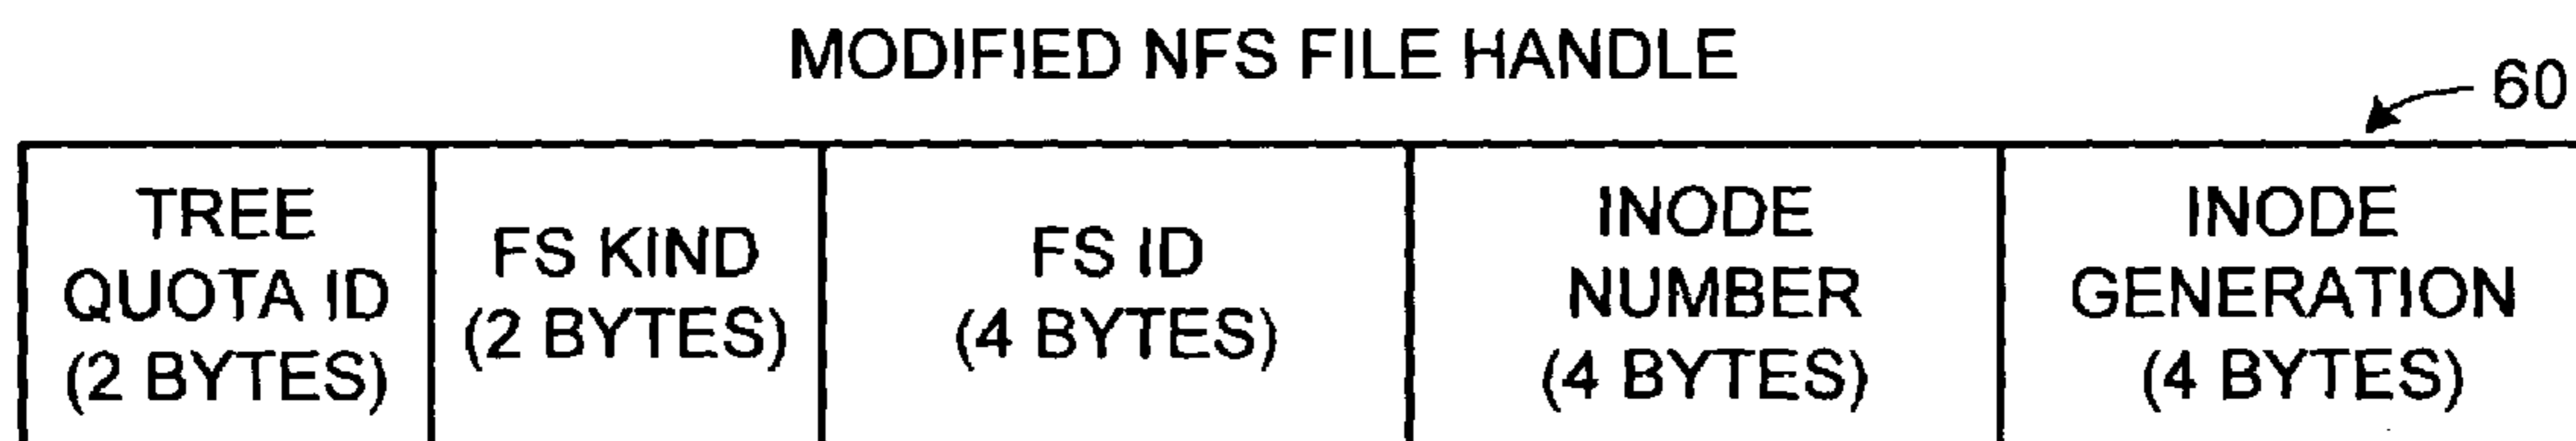 MODIFIED NFS FILE HANDLE
60
TREE
QUOTA ID
(2 BYTES)
FS KIND
(2 BYTES)
FS ID
(4 BYTES)
INODE
NUMBER
(4 BYTES)
INODE
GENERATION
(4 BYTES)